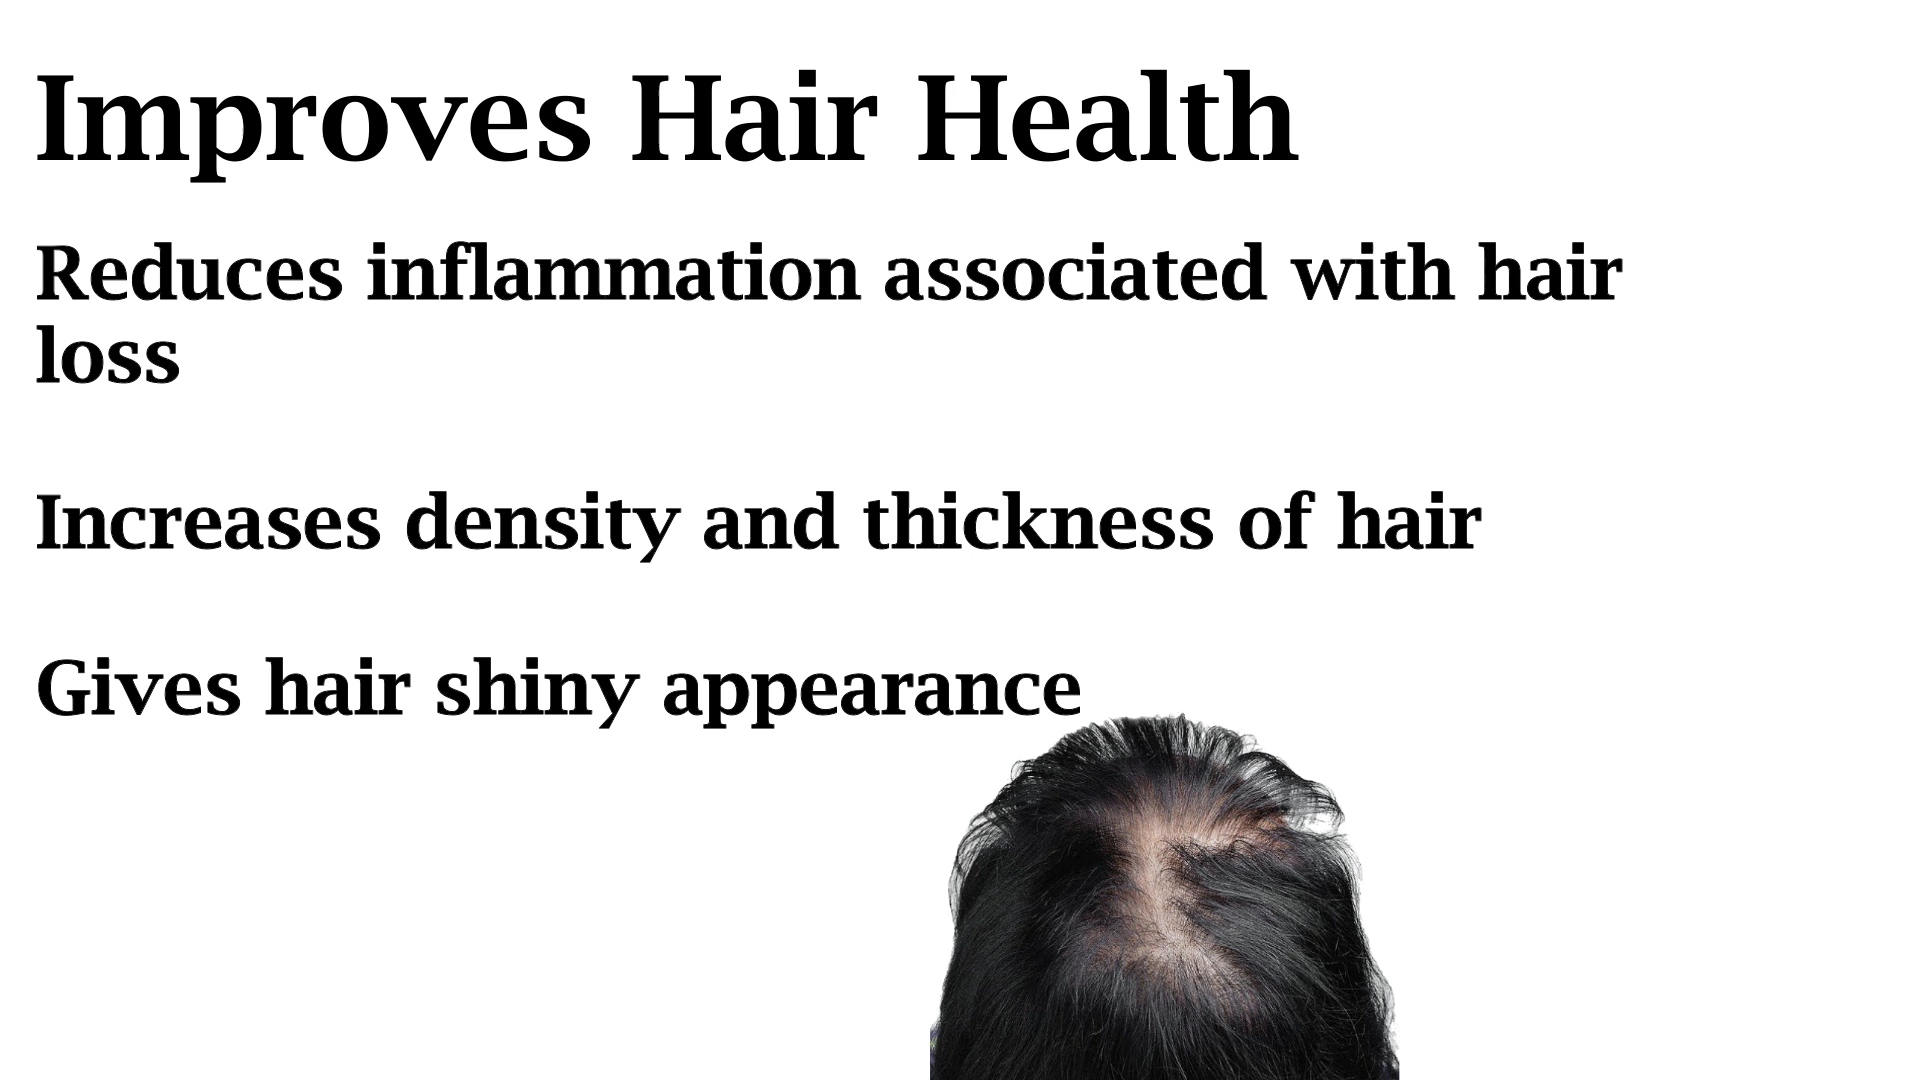 Improves Hair Health
Reduces inflammation associated with hair
loss
Increases density and thickness of hair
Gives hair shiny appearance